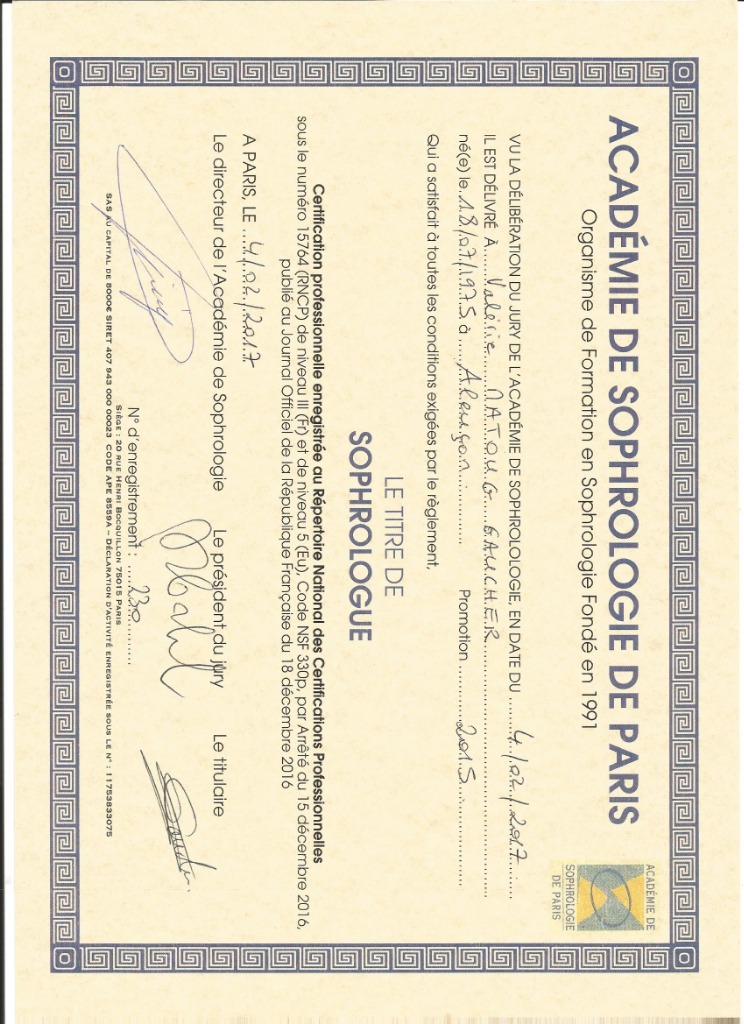 ACADÉMIE DE SOPHROLOGIE DE PARIS
Organisme de Formation en Sophrologie Fondé en 1991
ACADÉMIE DE
SOPHROLOGIE
DE PARIS
VU LA DÉLIBÉRATION DU JURY DE L'ACADÉMIE DE SOPHROLOLOGIE, EN DATE DU 4/02/2017
IL EST DÉLIVRÉ À Valérie NATOUG GAUCHER
né(e) le 18/07/1975 à Alençon Promotion 2015
Qui a satisfait à toutes les conditions exigées par le règlement,
LE TITRE DE
SOPHROLOGUE
Certification professionnelle enregistrée au Répertoire National des Certifications Professionnelles
sous le numéro 15764 (RNCP) de niveau III (Fr) et de niveau 5 (Eu), Code NSF 330p, par Arrêté du 15 décembre 2016,
publié au Journal Officiel de la République Française du 18 décembre 2016
A PARIS, LE 4/02/2017
Le directeur de l'Académie de Sophrologie Le président du jury Le titulaire
N° d'enregistrement : 230
SIÈGE : 20 RUE HENRI BOCQUILLON 75015 PARIS
SAS AU CAPITAL DE 8000€ SIRET 407 943 000 00023 CODE APE 8559A – DÉCLARATION D'ACTIVITÉ ENREGISTRÉE SOUS LE N° : 11753833075